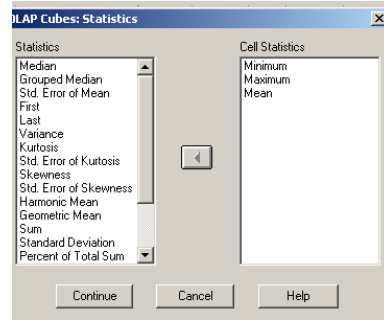 OLAP Cubes: Statistics
Statistics
Median
Grouped Median
Std. Error of Mean
First
Last
Variance
Kurtosis
Std. Error of Kurtosis
Skewness
Std. Error of Skewness
Harmonic Mean
Geometric Mean
Sum
Standard Deviation
Percent of Total Sum
Cell Statistics
Minimum
Maximum
Mean
Continue
Cancel
Help